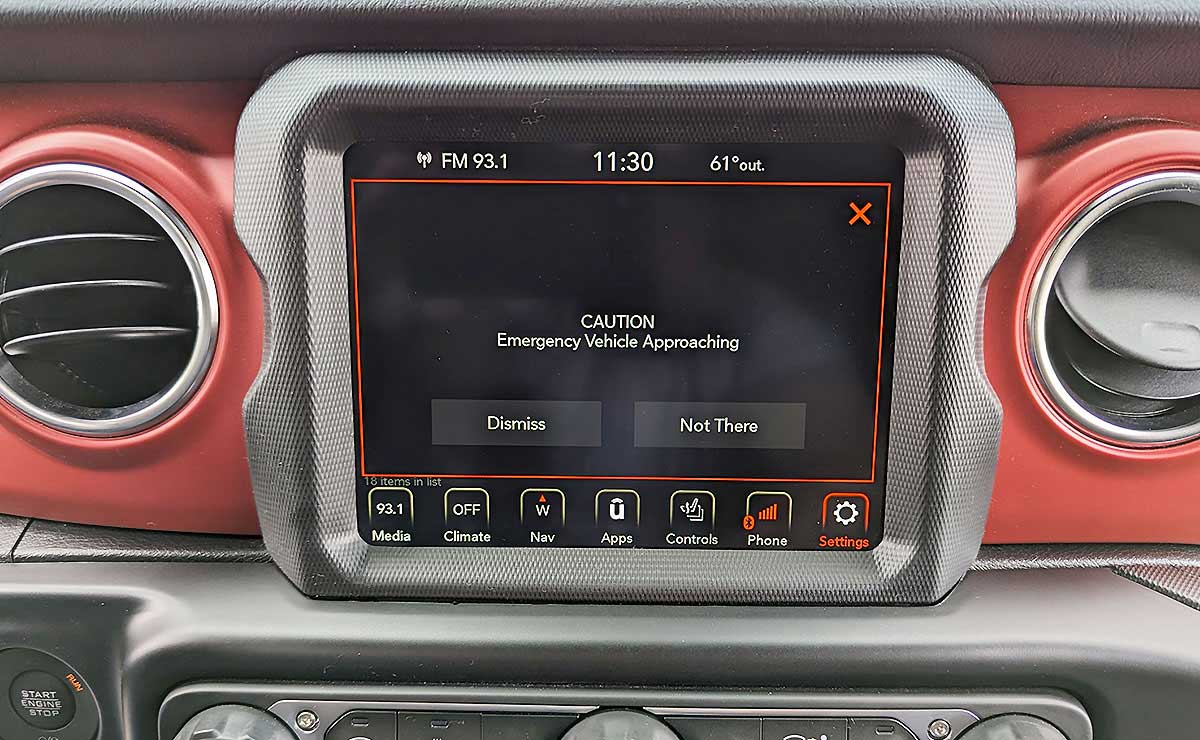 FM 93.1
11:30
61°out.
CAUTION
Emergency Vehicle Approaching
Dismiss
Not There
18 items in list
93.1
OFF
W
Media
Climate
Nav
Apps
Controls
Phone
Settings
RUN
START
ENGINE
STOP